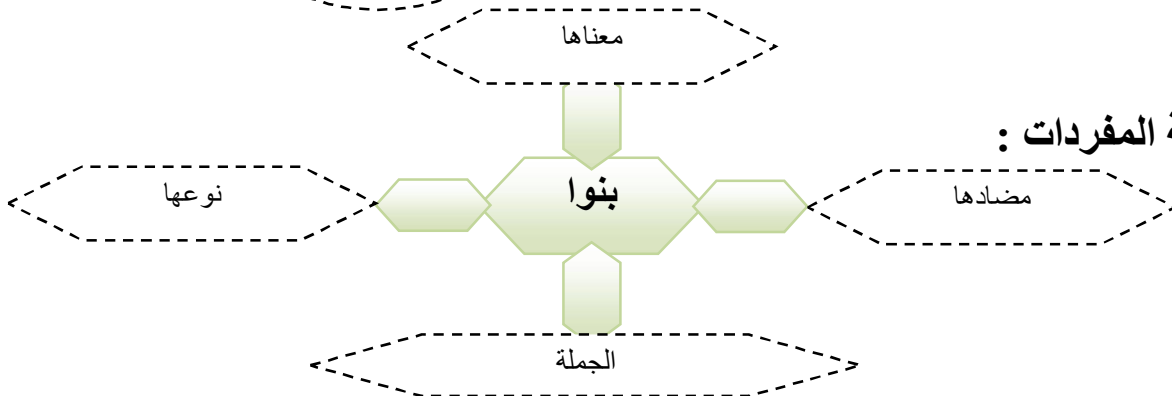 معناها
المفردات :
مضادها
بنوا
نوعها
الجملة